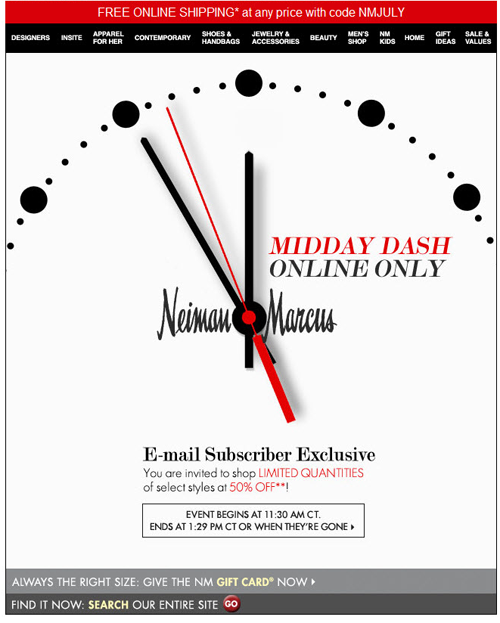 FREE ONLINE SHIPPING* at any price with code NMJULY
DESIGNERS INSITE APPAREL FOR HER CONTEMPORARY SHOES & HANDBAGS JEWELRY & ACCESSORIES BEAUTY MEN'S SHOP NM KIDS HOME GIFT IDEAS SALE & VALUES
MIDDAY DASH
ONLINE ONLY
Neiman Marcus
E-mail Subscriber Exclusive
You are invited to shop LIMITED QUANTITIES
of select styles at 50% OFF**!
EVENT BEGINS AT 11:30 AM CT.
ENDS AT 1:29 PM CT OR WHEN THEY'RE GONE
ALWAYS THE RIGHT SIZE: GIVE THE NM GIFT CARD® NOW
FIND IT NOW: SEARCH OUR ENTIRE SITE GO